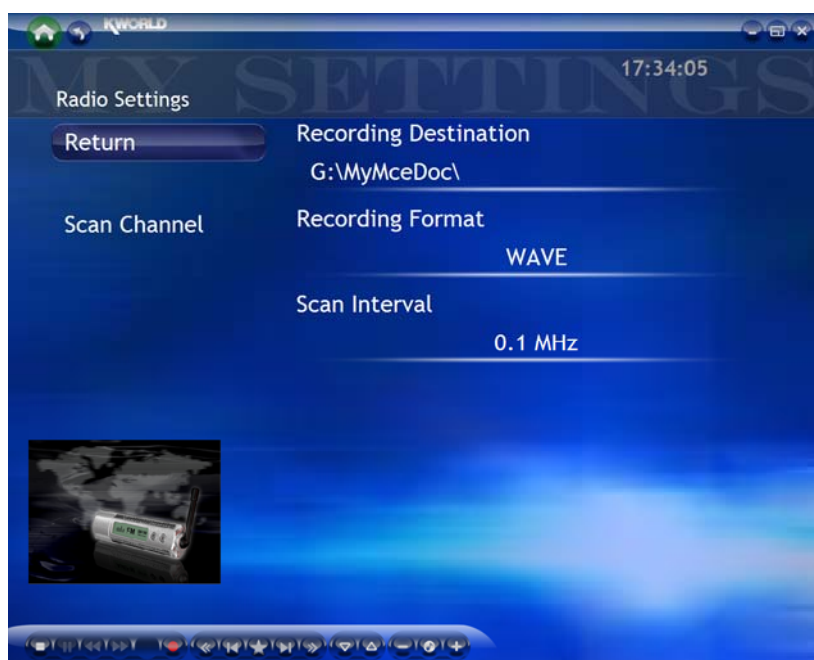 KWORLD
MY SETTINGS
17:34:05
Radio Settings
Return
Recording Destination
G:\MyMceDoc\
Scan Channel
Recording Format
WAVE
Scan Interval
0.1 MHz